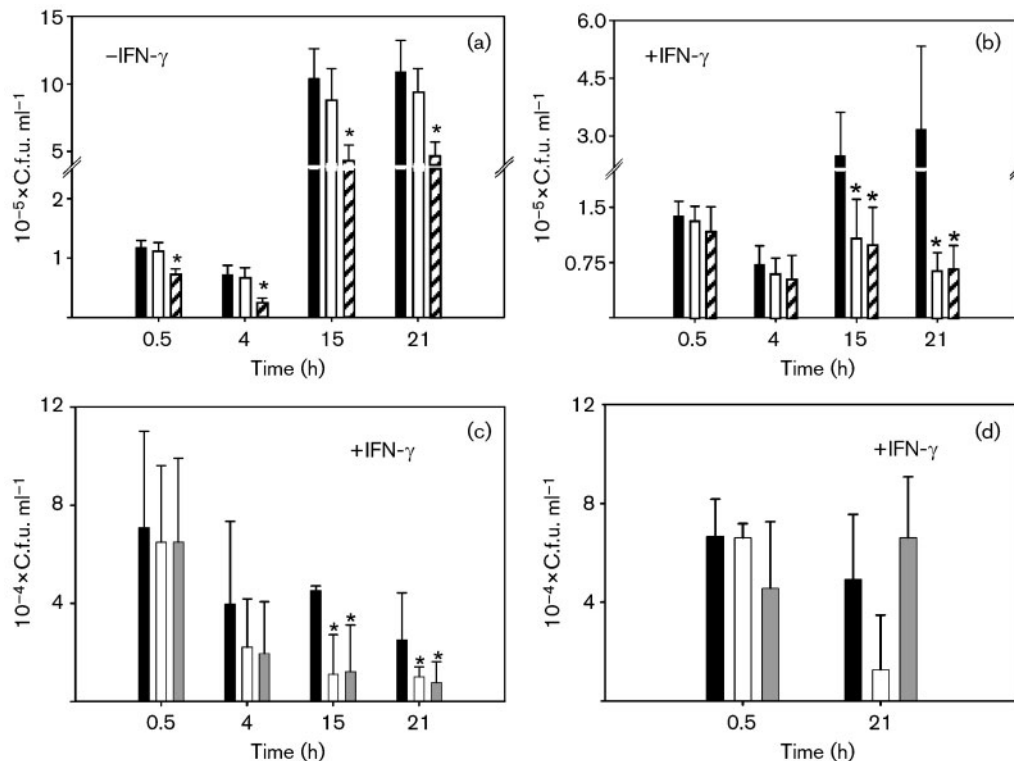 (a)
−IFN-γ
10⁻⁵×C.f.u. ml⁻¹
15
10
5
2
1
*
*
*
*
0.5 4 15 21
Time (h)
(b)
+IFN-γ
10⁻⁵×C.f.u. ml⁻¹
6.0
4.5
3.0
1.5
0.75
* *
* *
0.5 4 15 21
Time (h)
(c)
+IFN-γ
10⁻⁴×C.f.u. ml⁻¹
12
8
4
* *
* *
0.5 4 15 21
Time (h)
(d)
+IFN-γ
10⁻⁴×C.f.u. ml⁻¹
12
8
4
0.5 21
Time (h)